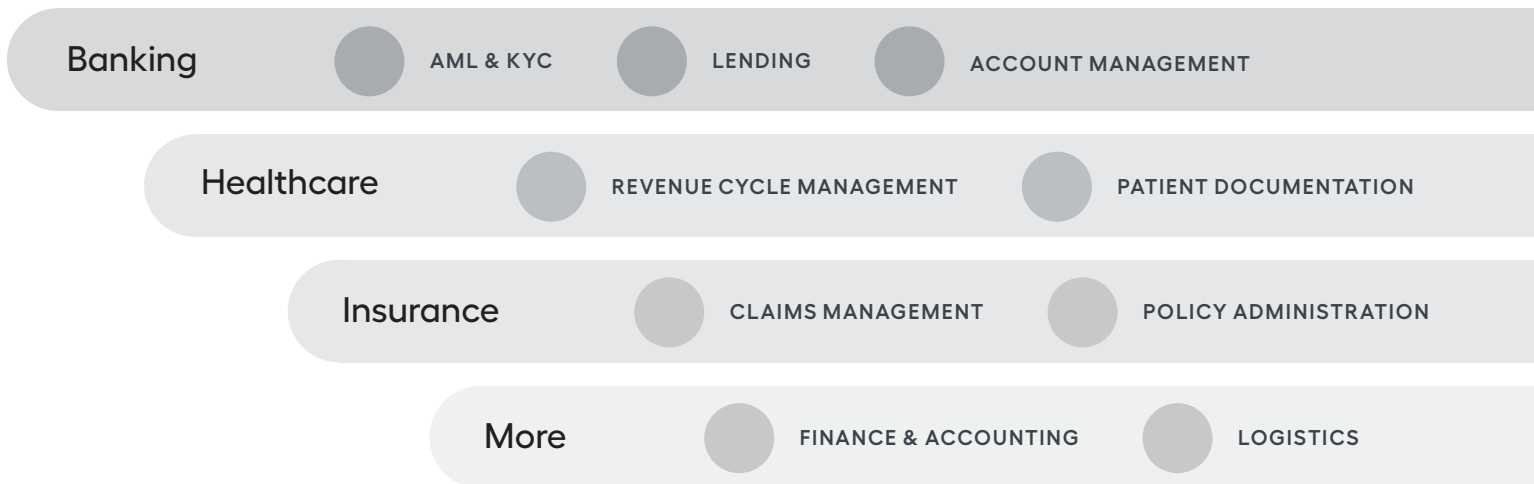 Banking AML & KYC LENDING ACCOUNT MANAGEMENT
Healthcare REVENUE CYCLE MANAGEMENT PATIENT DOCUMENTATION
Insurance CLAIMS MANAGEMENT POLICY ADMINISTRATION
More FINANCE & ACCOUNTING LOGISTICS